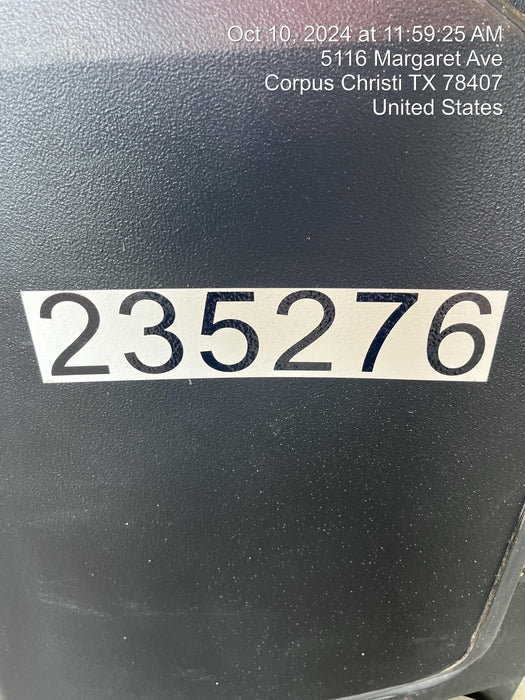 Oct 10, 2024 at 11:59:25 AM
5116 Margaret Ave
Corpus Christi TX 78407
United States
235276